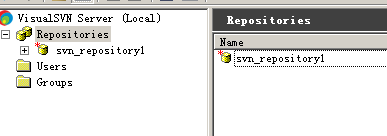 VisualSVN Server (Local)
Repositories
svn_repository1
Users
Groups
Repositories
Name
svn_repository1